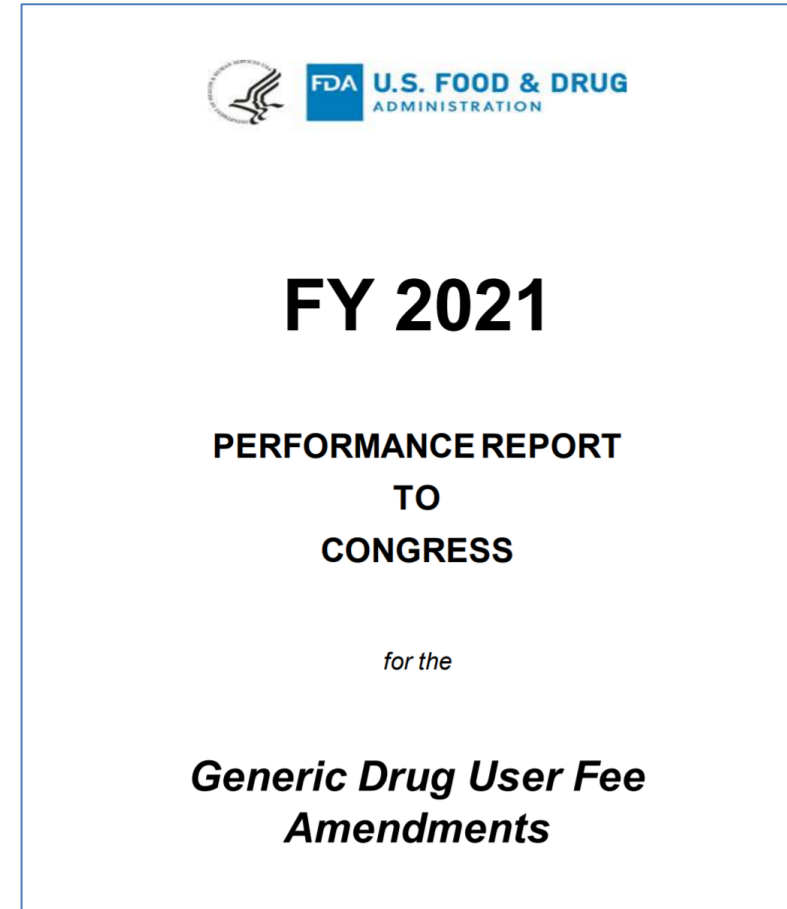 FDA U.S. FOOD & DRUG
ADMINISTRATION
FY 2021
PERFORMANCE REPORT
TO
CONGRESS
for the
Generic Drug User Fee
Amendments